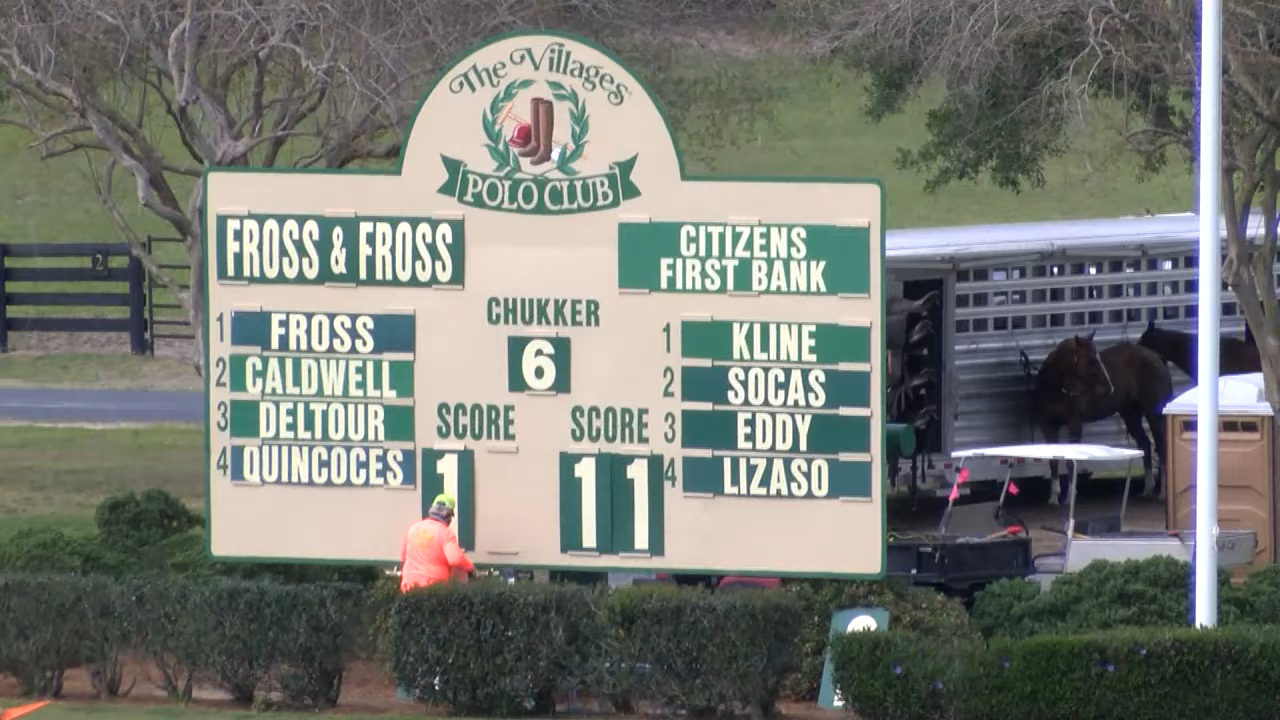 The Villages
POLO CLUB
FROSS & FROSS
CITIZENS
FIRST BANK
CHUKKER
6
1 FROSS
2 CALDWELL
3 DELTOUR
4 QUINCOCES
1 KLINE
2 SOCAS
3 EDDY
4 LIZASO
SCORE
1
SCORE
11
2